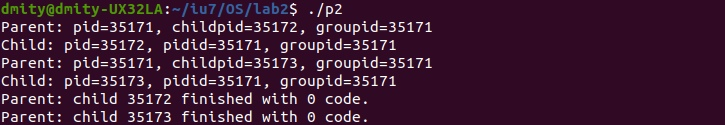 dmity@dmity-UX32LA:~/iu7/OS/lab2$ ./p2
Parent: pid=35171, childpid=35172, groupid=35171
Child: pid=35172, pidid=35171, groupid=35171
Parent: pid=35171, childpid=35173, groupid=35171
Child: pid=35173, pidid=35171, groupid=35171
Parent: child 35172 finished with 0 code.
Parent: child 35173 finished with 0 code.